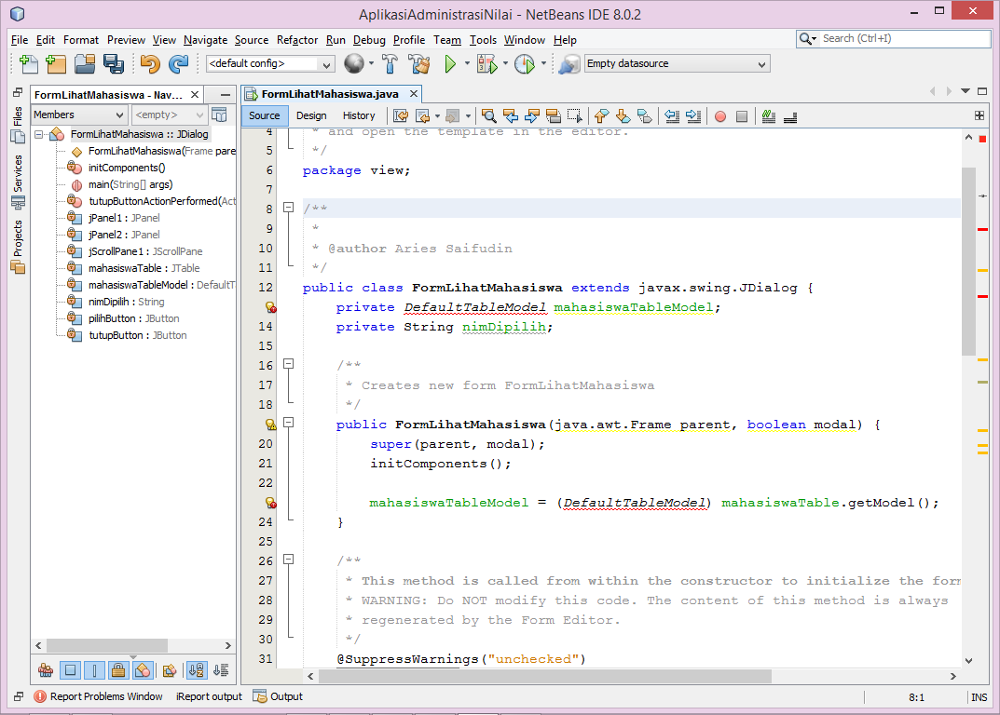 AplikasiAdministrasiNilai - NetBeans IDE 8.0.2
File Edit Format Preview View Navigate Source Refactor Run Debug Profile Team Tools Window Help
Search (Ctrl+I)
<default config>
Empty datasource
FormLihatMahasiswa - Nav...
FormLihatMahasiswa.java
Members
<empty>
Source Design History
Files
Services
Projects
FormLihatMahasiswa :: JDialog
FormLihatMahasiswa(Frame pare
initComponents()
main(String[] args)
tutupButtonActionPerformed(Act
jPanel1 : JPanel
jPanel2 : JPanel
jScrollPane1 : JScrollPane
mahasiswaTable : JTable
mahasiswaTableModel : DefaultT
nimDipilih : String
pilihButton : JButton
tutupButton : JButton
4 * and open the template in the editor.
5 */
6 package view;
7
8 /**
9 *
10 * @author Aries Saifudin
11 */
12 public class FormLihatMahasiswa extends javax.swing.JDialog {
private DefaultTableModel mahasiswaTableModel;
14 private String nimDipilih;
15
16 /**
17 * Creates new form FormLihatMahasiswa
18 */
public FormLihatMahasiswa(java.awt.Frame parent, boolean modal) {
20 super(parent, modal);
21 initComponents();
22
mahasiswaTableModel = (DefaultTableModel) mahasiswaTable.getModel();
24 }
25
26 /**
27 * This method is called from within the constructor to initialize the form
28 * WARNING: Do NOT modify this code. The content of this method is always
29 * regenerated by the Form Editor.
30 */
31 @SuppressWarnings("unchecked")
Report Problems Window iReport output Output
8:1 INS